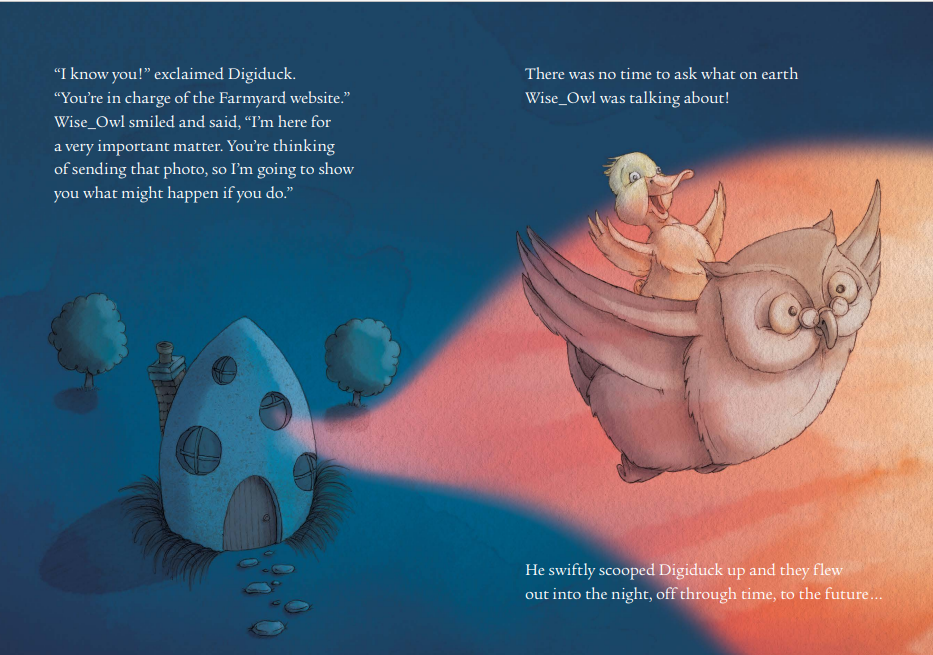 “I know you!” exclaimed Digiduck.
“You’re in charge of the Farmyard website.”
Wise_Owl smiled and said, “I’m here for
a very important matter. You’re thinking
of sending that photo, so I’m going to show
you what might happen if you do.”
There was no time to ask what on earth
Wise_Owl was talking about!
He swiftly scooped Digiduck up and they flew
out into the night, off through time, to the future…